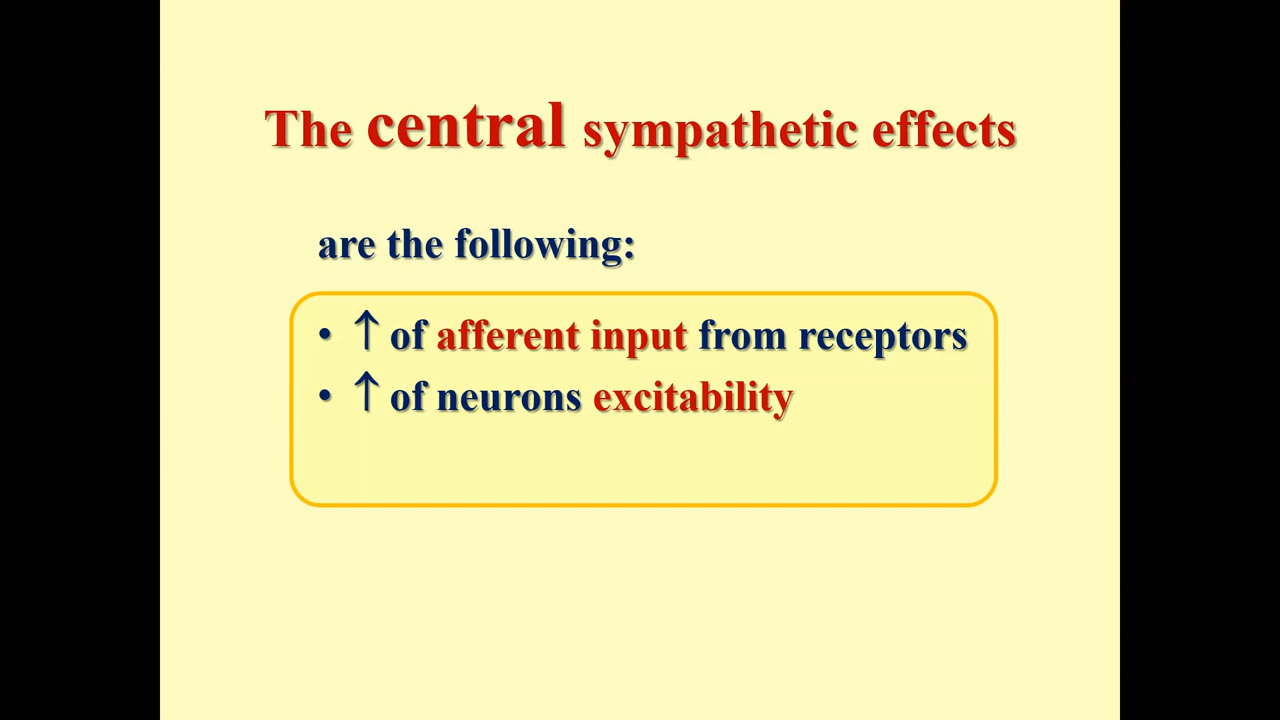 The central sympathetic effects
are the following:
• ↑ of afferent input from receptors
• ↑ of neurons excitability